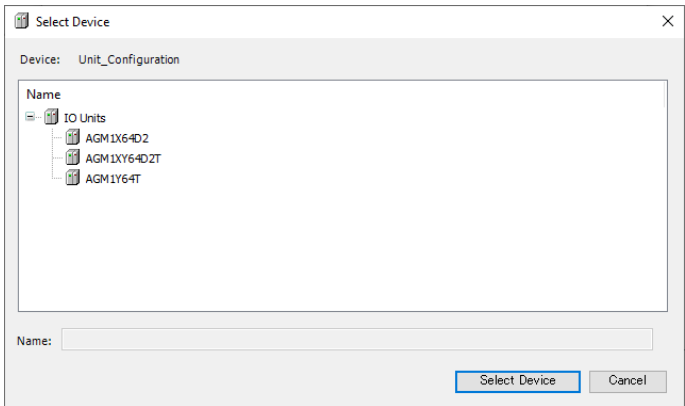 Select Device
Device: Unit_Configuration
Name
IO Units
AGM1X64D2
AGM1XY64D2T
AGM1Y64T
Name:
Select Device Cancel